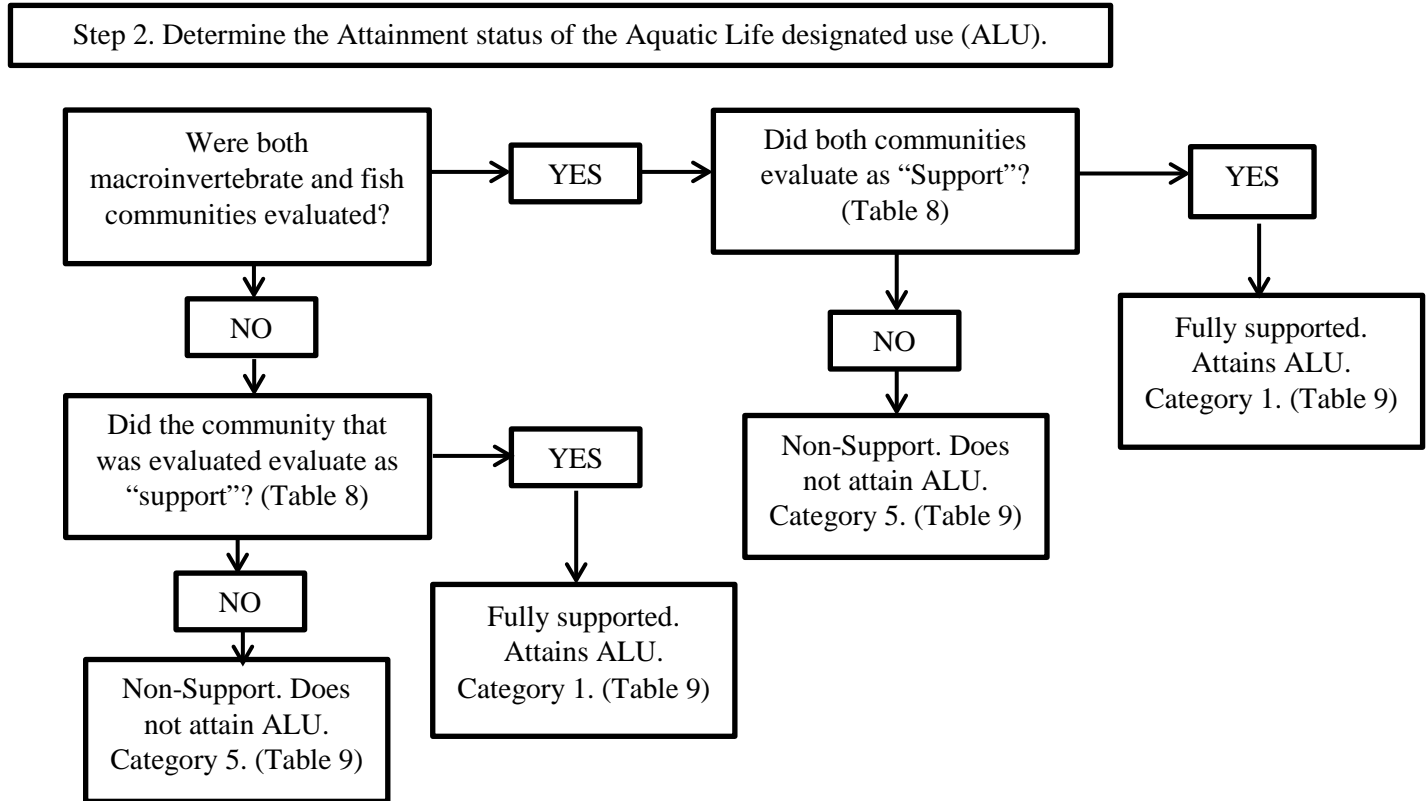 Step 2. Determine the Attainment status of the Aquatic Life designated use (ALU).
Were both
macroinvertebrate and fish
communities evaluated?
YES
Did both communities
evaluate as “Support”?
(Table 8)
YES
Fully supported.
Attains ALU.
Category 1. (Table 9)
NO
Non-Support. Does
not attain ALU.
Category 5. (Table 9)
NO
Did the community that
was evaluated evaluate as
“support”? (Table 8)
YES
Fully supported.
Attains ALU.
Category 1. (Table 9)
NO
Non-Support. Does
not attain ALU.
Category 5. (Table 9)